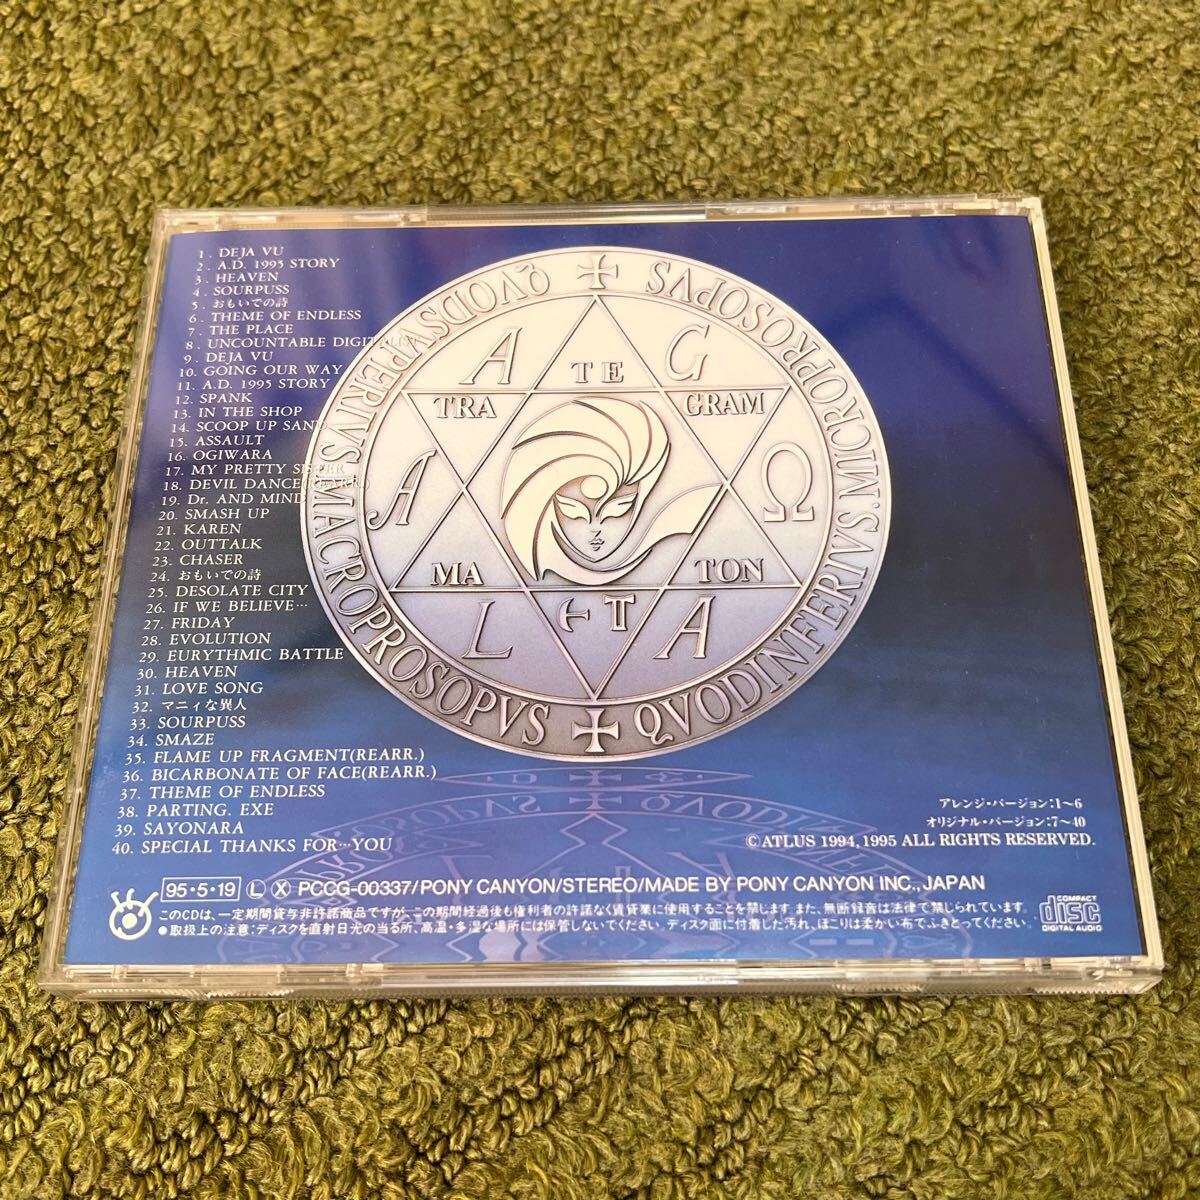 1. DEJA VU
2. A.D. 1995 STORY
3. HEAVEN
4. SOURPUSS
5. おもいでの詩
6. THEME OF ENDLESS
7. THE PLACE
8. UNCOUNTABLE
9. DEJA VU
10. GOING OUR WAY
11. A.D. 1995 STORY
12. SPANK
13. IN THE SHOP
14. SCOOP UP SAND
15. ASSAULT
16. OGIWARA
17. MY PRETTY SISTER
18. DEVIL DANCE(REARR.)
19. Dr. AND MIND
20. SMASH UP
21. KAREN
22. OUTTALK
23. CHASER
24. おもいでの詩
25. DESOLATE CITY
26. IF WE BELIEVE…
27. FRIDAY
28. EVOLUTION
29. EURYTHMIC BATTLE
30. HEAVEN
31. LOVE SONG
32. マニィな異人
33. SOURPUSS
34. SMAZE
35. FLAME UP FRAGMENT(REARR.)
36. BICARBONATE OF FACE(REARR.)
37. THEME OF ENDLESS
38. PARTING. EXE
39. SAYONARA
40. SPECIAL THANKS FOR…YOU
QVODSVPERIVS.MACROPROSOPVS
QVODINFERIVS.MICROPROSOPVS
A G
TE
TRA GRAM
A Ω
MA TON
L T A
アレンジ・バージョン:1〜6
オリジナル・バージョン:7〜40
©ATLUS 1994, 1995 ALL RIGHTS RESERVED.
95・5・19 L X PCCG-00337/PONY CANYON/STEREO/MADE BY PONY CANYON INC., JAPAN
このCDは、一定期間貸与非許諾商品ですが、この期間経過後も権利者の許諾なく賃貸業に使用することを禁じます。また、無断録音は法律で禁じられています。
●取扱上の注意:ディスクを直射日光の当る所、高温・多湿な場所には保管しないでください。ディスク面に付着した汚れ、ほこりは柔かい布でふきとってください。
COMPACT
disc
DIGITAL AUDIO